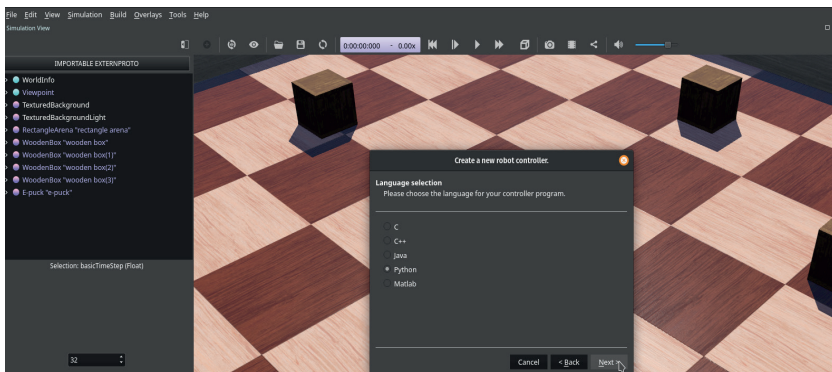 File Edit View Simulation Build Overlays Tools Help
Simulation View
0:00:00:000 - 0.00x
IMPORTABLE EXTERNPROTO
WorldInfo
Viewpoint
TexturedBackground
TexturedBackgroundLight
RectangleArena "rectangle arena"
WoodenBox "wooden box"
WoodenBox "wooden box(1)"
WoodenBox "wooden box(2)"
WoodenBox "wooden box(3)"
E-puck "e-puck"
Selection: basicTimeStep (Float)
32
Create a new robot controller.
Language selection
Please choose the language for your controller program.
C
C++
Java
Python
Matlab
Cancel < Back Next >